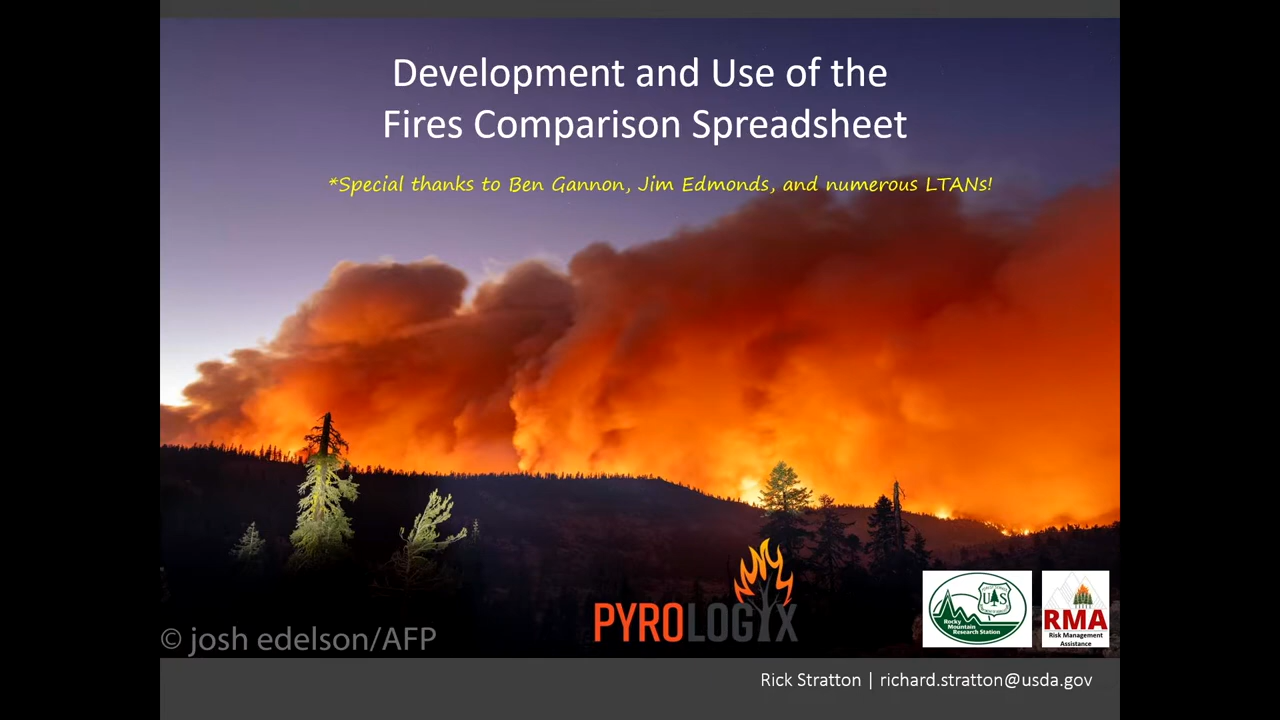 Development and Use of the
Fires Comparison Spreadsheet
*Special thanks to Ben Gannon, Jim Edmonds, and numerous LTANs!
PYROLOGIX
U S
Rocky Mountain
Research Station
RMA
Risk Management
Assistance
© josh edelson/AFP
Rick Stratton | richard.stratton@usda.gov